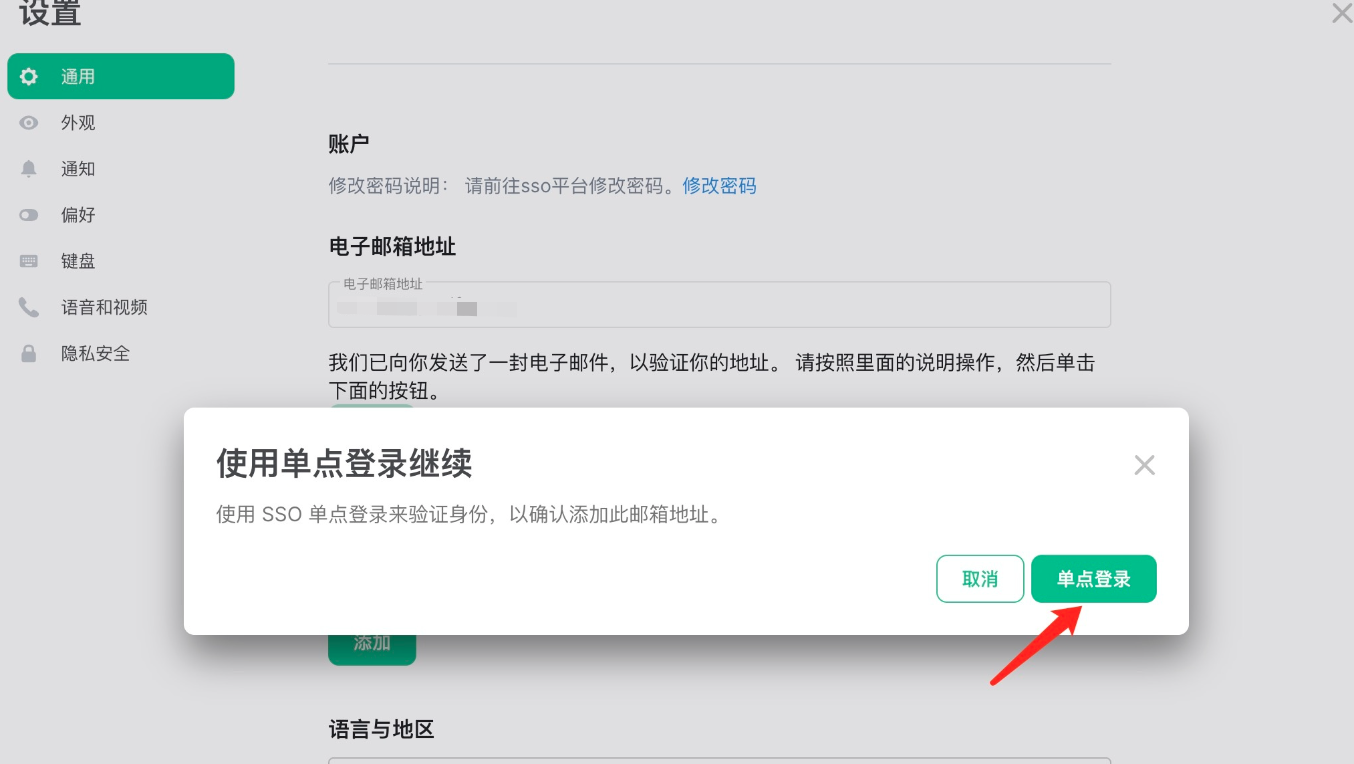 设置
通用
外观
通知
偏好
键盘
语音和视频
隐私安全
账户
修改密码说明： 请前往sso平台修改密码。修改密码
电子邮箱地址
电子邮箱地址
我们已向你发送了一封电子邮件，以验证你的地址。 请按照里面的说明操作，然后单击
下面的按钮。
使用单点登录继续
使用 SSO 单点登录来验证身份，以确认添加此邮箱地址。
取消
单点登录
添加
语言与地区